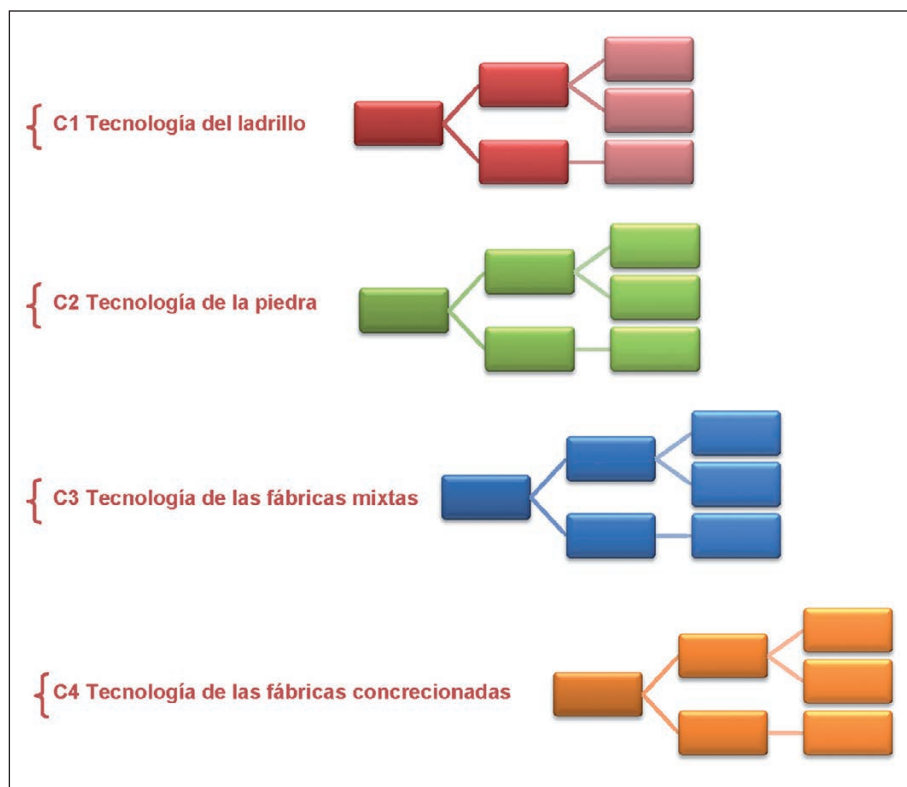 C1 Tecnología del ladrillo
C2 Tecnología de la piedra
C3 Tecnología de las fábricas mixtas
C4 Tecnología de las fábricas concrecionadas